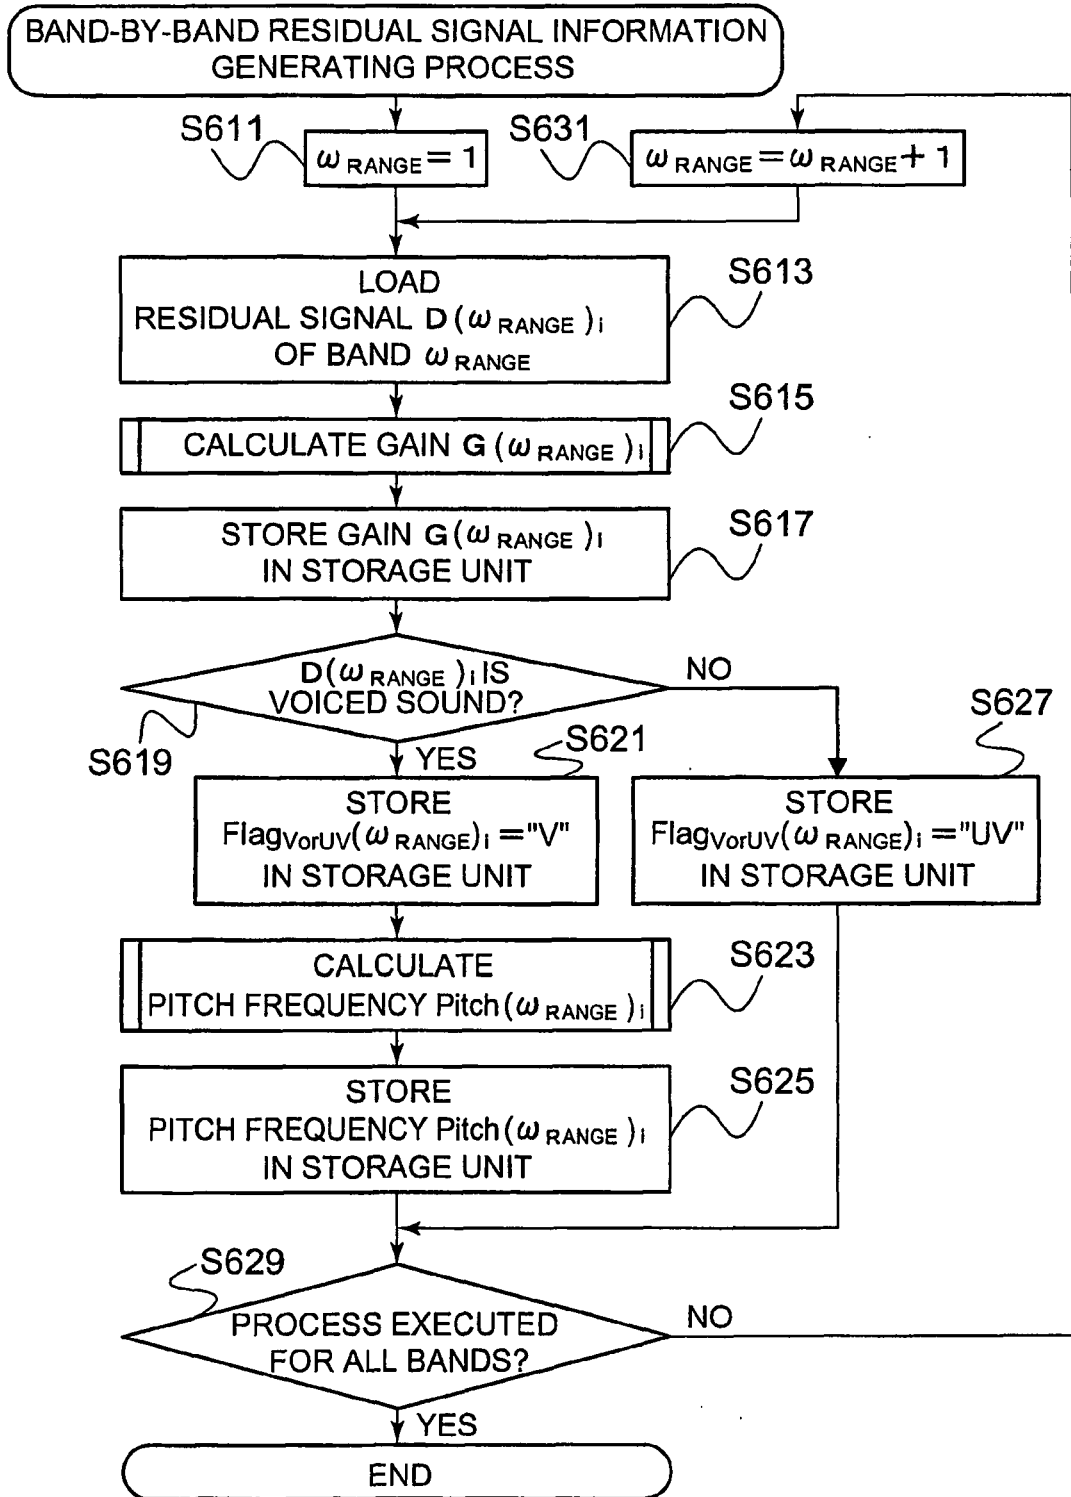 BAND-BY-BAND RESIDUAL SIGNAL INFORMATION
GENERATING PROCESS
S611
ω RANGE = 1
S631
ω RANGE = ω RANGE + 1
LOAD
RESIDUAL SIGNAL D(ω RANGE)i
OF BAND ω RANGE
S613
CALCULATE GAIN G(ω RANGE)i
S615
STORE GAIN G(ω RANGE)i
IN STORAGE UNIT
S617
D(ω RANGE)i IS
VOICED SOUND?
NO
S619
YES
S621
STORE
FlagVorUV(ω RANGE)i ="V"
IN STORAGE UNIT
S627
STORE
FlagVorUV(ω RANGE)i ="UV"
IN STORAGE UNIT
CALCULATE
PITCH FREQUENCY Pitch(ω RANGE)i
S623
STORE
PITCH FREQUENCY Pitch(ω RANGE)i
IN STORAGE UNIT
S625
S629
PROCESS EXECUTED
FOR ALL BANDS?
NO
YES
END